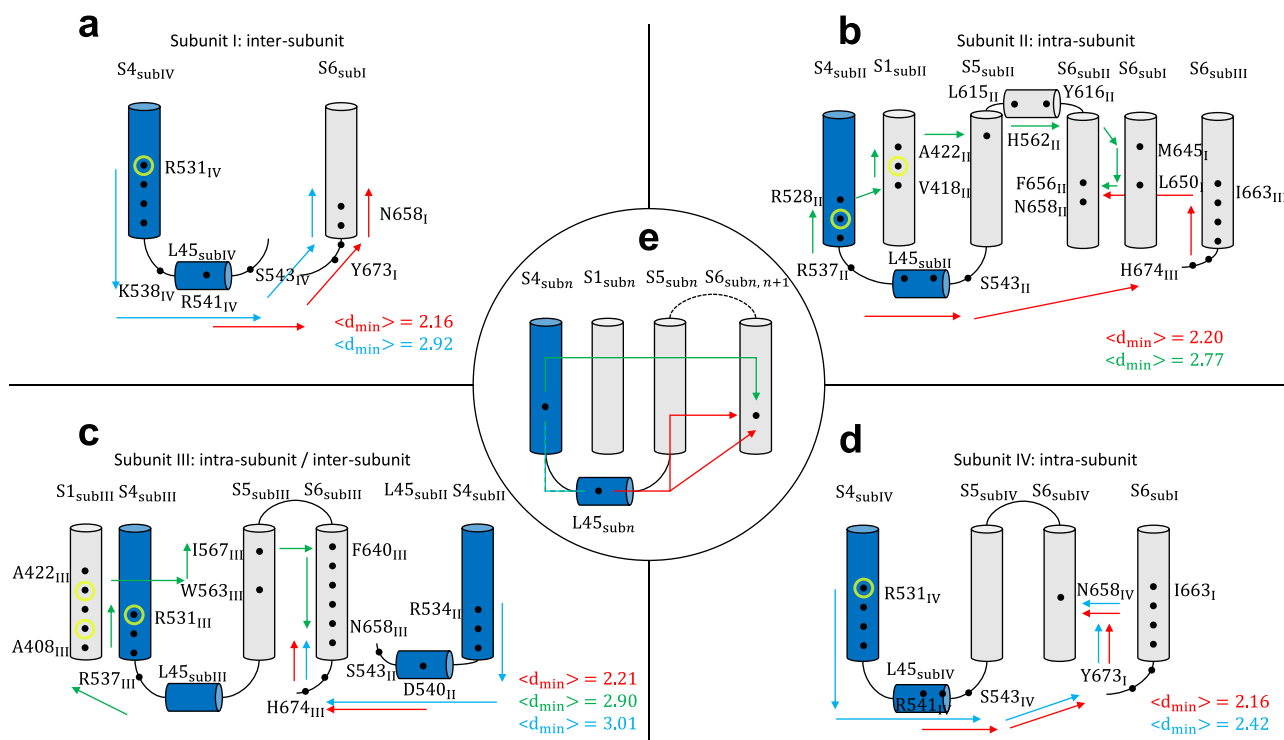 a
Subunit I: inter-subunit
S4subIV S6subI
R531IV
N658I
L45subIV
S543IV
Y673I
K538IV
R541IV
<dmin> = 2.16
<dmin> = 2.92
b
Subunit II: intra-subunit
S4subII S1subII S5subII S6subII S6subI S6subIII
L615II Y616II
A422II H562II
M645I
R528II V418II F656II L650I I663III
N658II
R537II L45subII S543II H674III
<dmin> = 2.20
<dmin> = 2.77
e
S4subn S1subn S5subn S6subn, n+1
L45subn
c
Subunit III: intra-subunit / inter-subunit
S1subIII S4subIII S5subIII S6subIII L45subII S4subII
I567III F640III
A422III
W563III
R531III R534II
N658III
A408III
R537III L45subIII S543II
D540II
H674III
<dmin> = 2.21
<dmin> = 2.90
<dmin> = 3.01
d
Subunit IV: intra-subunit
S4subIV S5subIV S6subIV S6subI
R531IV N658IV I663I
L45subIV
R541IV S543IV Y673I
<dmin> = 2.16
<dmin> = 2.42